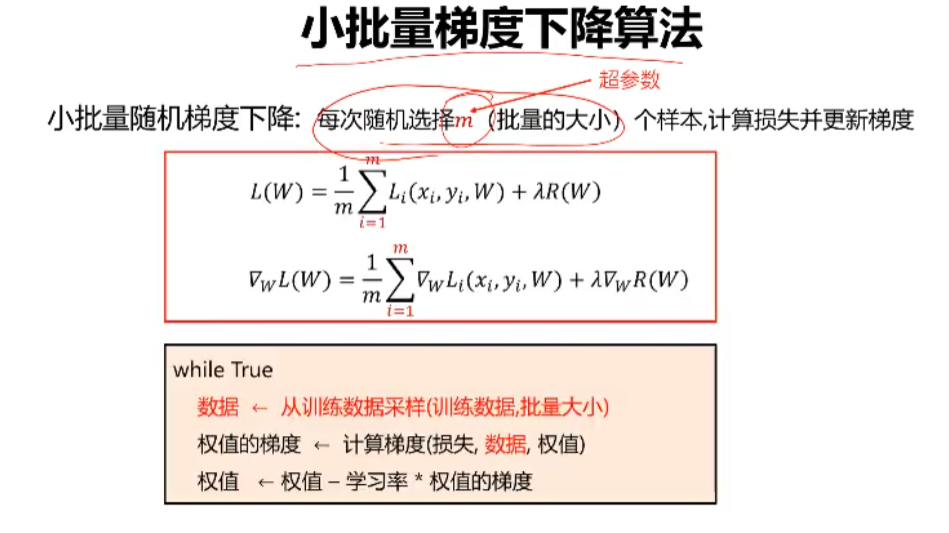 小批量梯度下降算法
超参数
小批量随机梯度下降: 每次随机选择m（批量的大小）个样本,计算损失并更新梯度
L(W) = \frac{1}{m} \sum_{i=1}^{m} L_i(x_i, y_i, W) + λR(W)
∇_W L(W) = \frac{1}{m} \sum_{i=1}^{m} ∇_W L_i(x_i, y_i, W) + λ∇_W R(W)
while True
数据 ← 从训练数据采样(训练数据,批量大小)
权值的梯度 ← 计算梯度(损失, 数据, 权值)
权值 ← 权值 − 学习率 * 权值的梯度